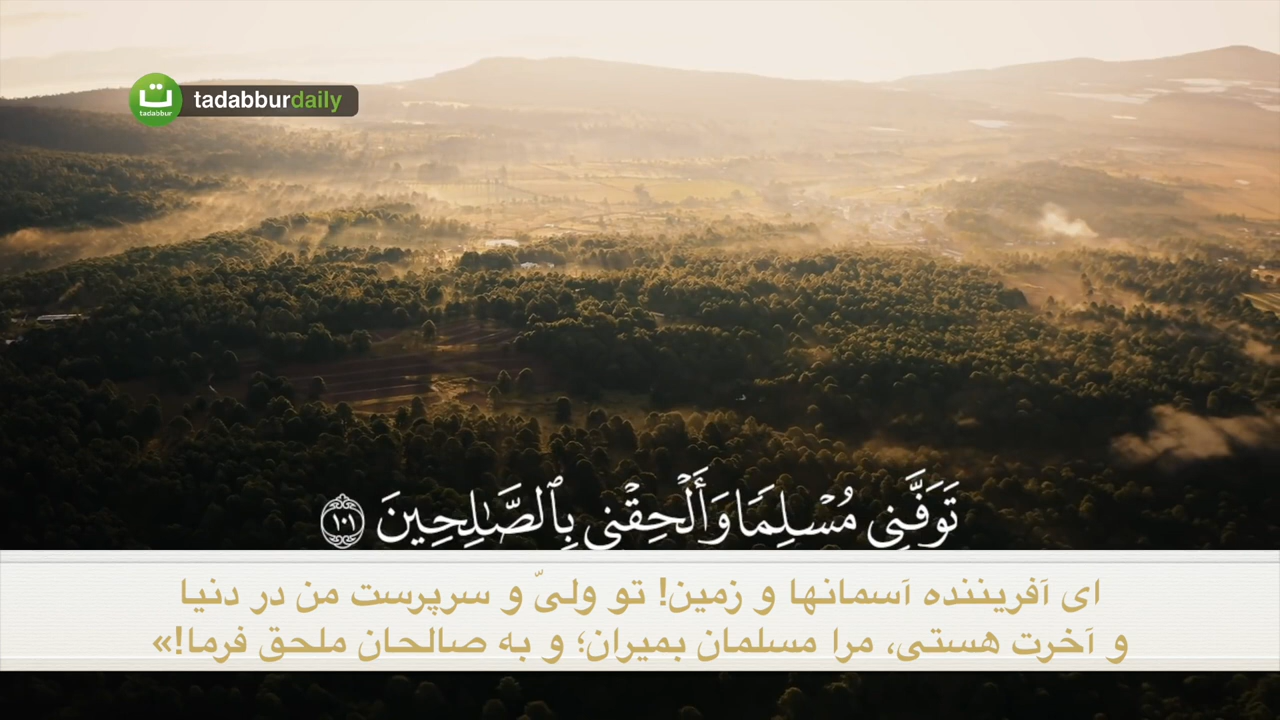 ت
tadabbur
tadabburdaily
تَوَفَّنِي مُسْلِمًا وَأَلْحِقْنِي بِٱلصَّـٰلِحِينَ ١٠١
ای آفریننده آسمانها و زمین! تو ولیّ و سرپرست من در دنیا
و آخرت هستی، مرا مسلمان بمیران؛ و به صالحان ملحق فرما!»